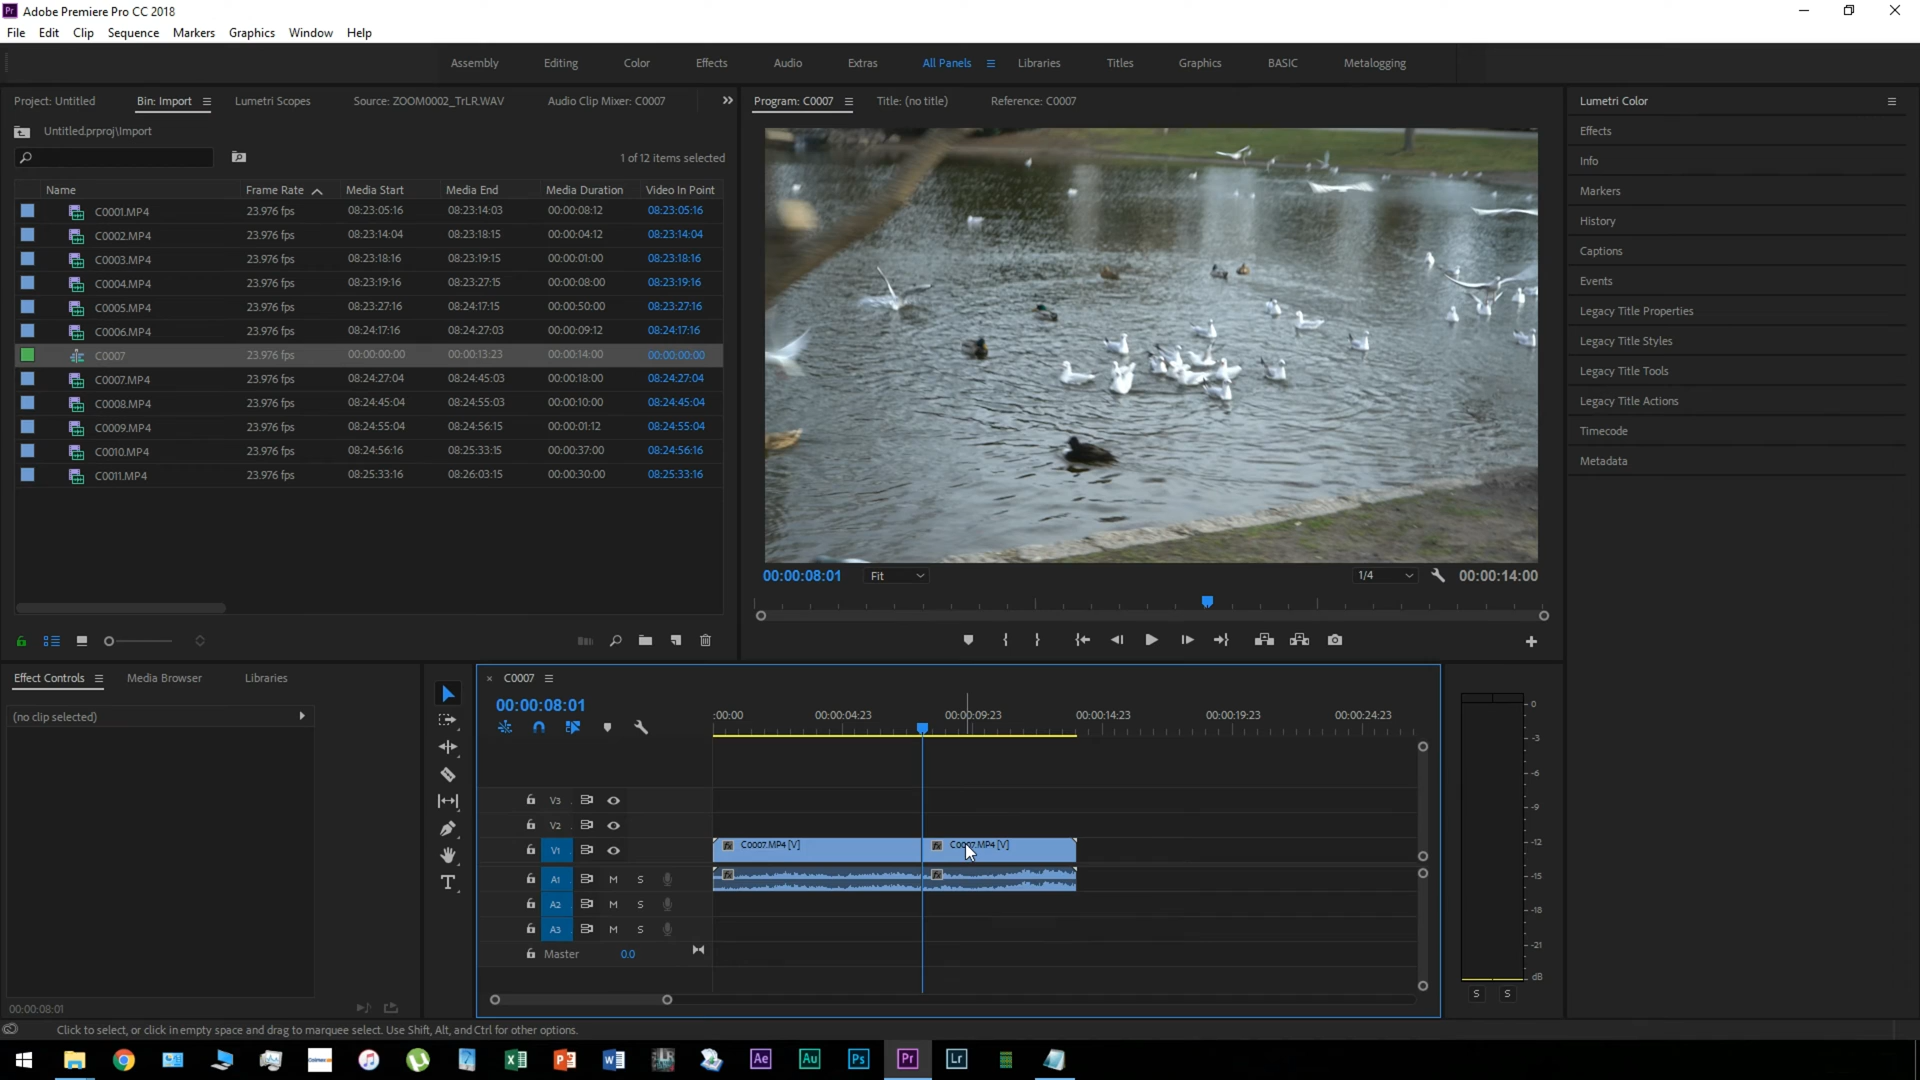 Adobe Premiere Pro CC 2018
File Edit Clip Sequence Markers Graphics Window Help
Assembly Editing Color Effects Audio Extras All Panels Libraries Titles Graphics BASIC Metalogging
Project: Untitled Bin: Import Lumetri Scopes Source: ZOOM0002_TrLR.WAV Audio Clip Mixer: C0007
Untitled.prproj\Import
1 of 12 items selected
Name Frame Rate Media Start Media End Media Duration Video In Point
C0001.MP4 23.976 fps 08:23:05:16 08:23:14:03 00:00:08:12 08:23:05:16
C0002.MP4 23.976 fps 08:23:14:04 08:23:18:15 00:00:04:12 08:23:14:04
C0003.MP4 23.976 fps 08:23:18:16 08:23:19:15 00:00:01:00 08:23:18:16
C0004.MP4 23.976 fps 08:23:19:16 08:23:27:15 00:00:08:00 08:23:19:16
C0005.MP4 23.976 fps 08:23:27:16 08:24:17:15 00:00:50:00 08:23:27:16
C0006.MP4 23.976 fps 08:24:17:16 08:24:27:03 00:00:09:12 08:24:17:16
C0007 23.976 fps 00:00:00:00 00:00:13:23 00:00:14:00 00:00:00:00
C0007.MP4 23.976 fps 08:24:27:04 08:24:45:03 00:00:18:00 08:24:27:04
C0008.MP4 23.976 fps 08:24:45:04 08:24:55:03 00:00:10:00 08:24:45:04
C0009.MP4 23.976 fps 08:24:55:04 08:24:56:15 00:00:01:12 08:24:55:04
C0010.MP4 23.976 fps 08:24:56:16 08:25:33:15 00:00:37:00 08:24:56:16
C0011.MP4 23.976 fps 08:25:33:16 08:26:03:15 00:00:30:00 08:25:33:16
Program: C0007 Title: (no title) Reference: C0007
00:00:08:01 Fit 1/4 00:00:14:00
Lumetri Color
Effects
Info
Markers
History
Captions
Events
Legacy Title Properties
Legacy Title Styles
Legacy Title Tools
Legacy Title Actions
Timecode
Metadata
Effect Controls Media Browser Libraries
(no clip selected)
00:00:08:01
C0007
00:00:08:01
:00:00 00:00:04:23 00:00:09:23 00:00:14:23 00:00:19:23 00:00:24:23
V3
V2
V1 C0007.MP4 [V] C0007.MP4 [V]
A1 M S
A2 M S
A3 M S
Master 0.0
0
-3
-6
-9
-12
-15
-18
-21
dB
S S
Click to select, or click in empty space and drag to marquee select. Use Shift, Alt, and Ctrl for other options.
Ae Au Ps Pr Lr